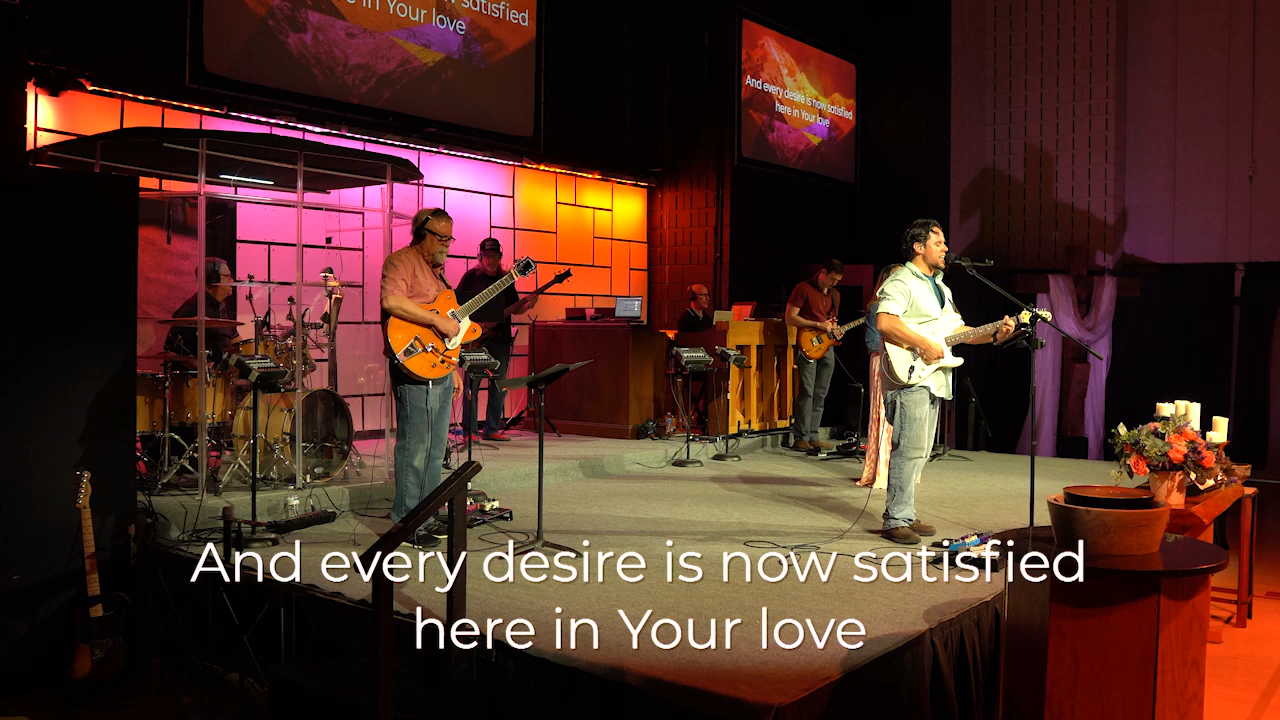 satisfied
here in Your love
And every desire is now satisfied
here in Your love
And every desire is now satisfied
here in Your love